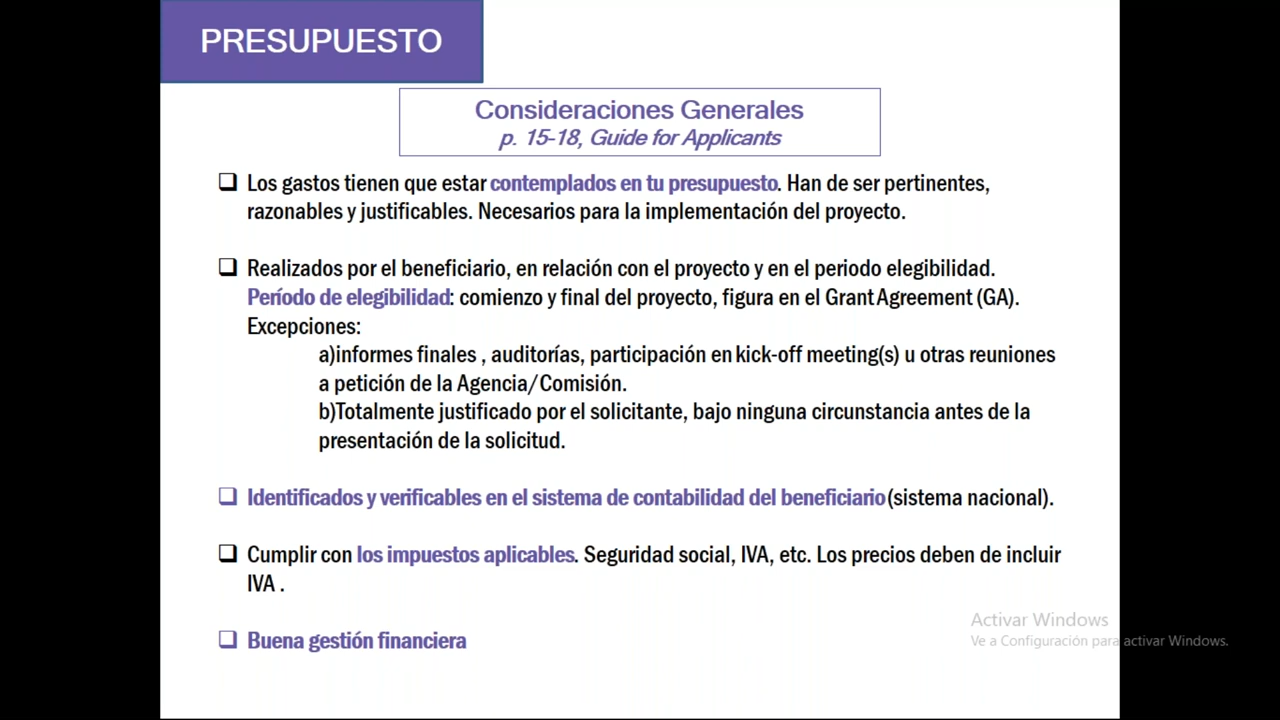 PRESUPUESTO
Consideraciones Generales
p. 15-18, Guide for Applicants
❑ Los gastos tienen que estar contemplados en tu presupuesto. Han de ser pertinentes,
razonables y justificables. Necesarios para la implementación del proyecto.
❑ Realizados por el beneficiario, en relación con el proyecto y en el periodo elegibilidad.
Período de elegibilidad: comienzo y final del proyecto, figura en el Grant Agreement (GA).
Excepciones:
a)informes finales , auditorías, participación en kick-off meeting(s) u otras reuniones
a petición de la Agencia/Comisión.
b)Totalmente justificado por el solicitante, bajo ninguna circunstancia antes de la
presentación de la solicitud.
❑ Identificados y verificables en el sistema de contabilidad del beneficiario (sistema nacional).
❑ Cumplir con los impuestos aplicables. Seguridad social, IVA, etc. Los precios deben de incluir
IVA .
❑ Buena gestión financiera
Activar Windows
Ve a Configuración para activar Windows.